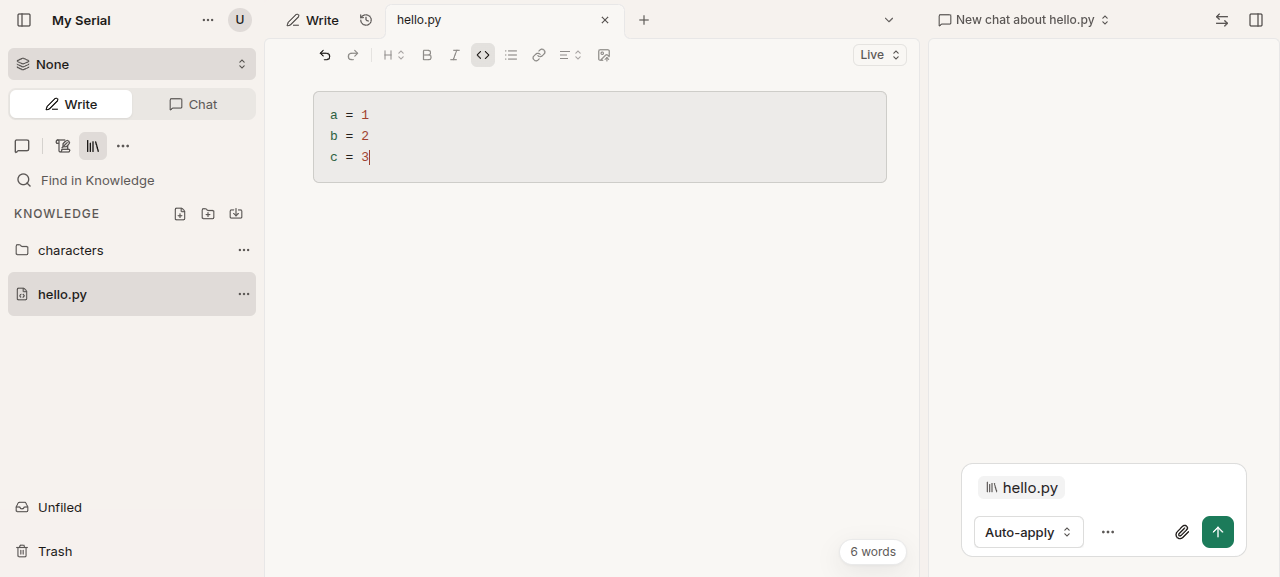 My Serial
U
Write
hello.py
New chat about hello.py
None
Write
Chat
H
B
I
Live
a = 1
b = 2
c = 3
Find in Knowledge
KNOWLEDGE
characters
hello.py
Unfiled
Trash
6 words
hello.py
Auto-apply